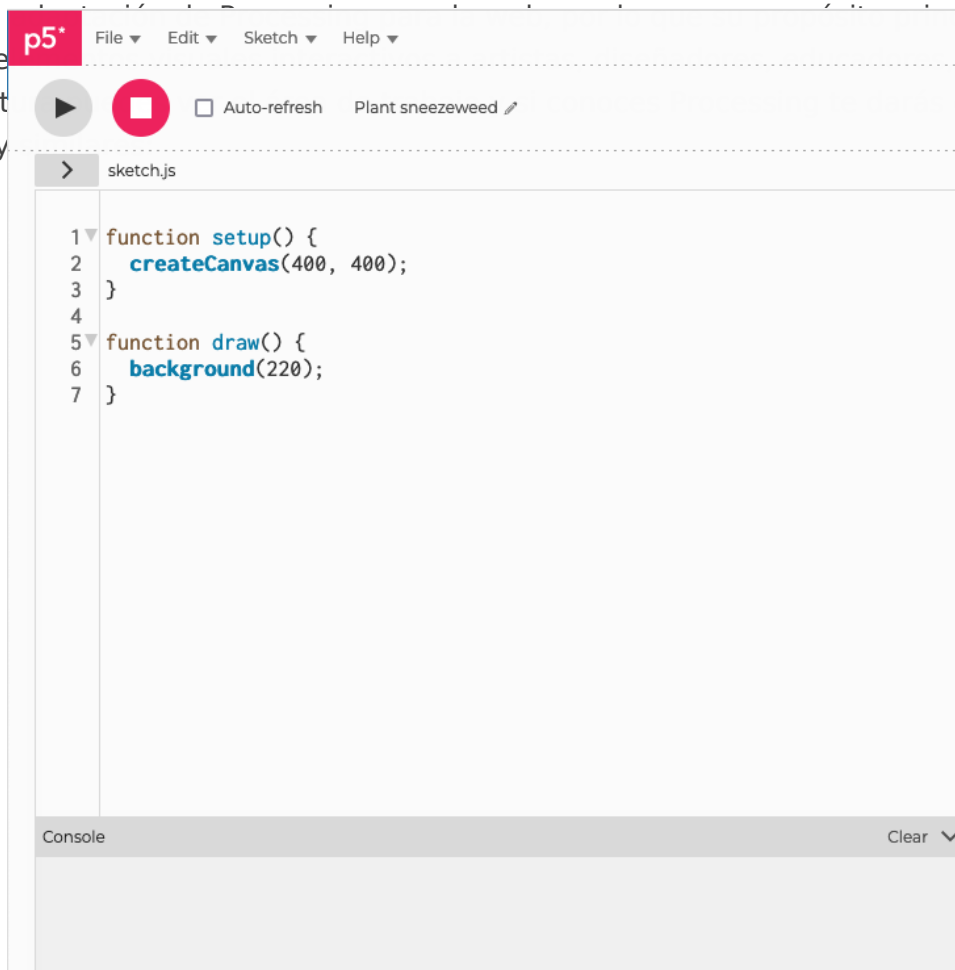 p5* File Edit Sketch Help
Auto-refresh Plant sneezeweed
sketch.js
1 function setup() {
2 createCanvas(400, 400);
3 }
4
5 function draw() {
6 background(220);
7 }
Console Clear